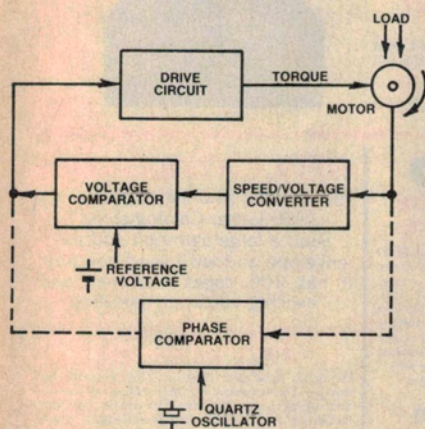 LOAD
DRIVE
CIRCUIT
TORQUE
MOTOR
VOLTAGE
COMPARATOR
SPEED/VOLTAGE
CONVERTER
REFERENCE
VOLTAGE
PHASE
COMPARATOR
QUARTZ
OSCILLATOR